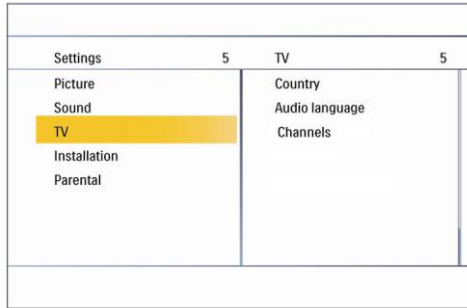 Settings 5 TV 5
Picture Country
Sound Audio language
TV Channels
Installation
Parental